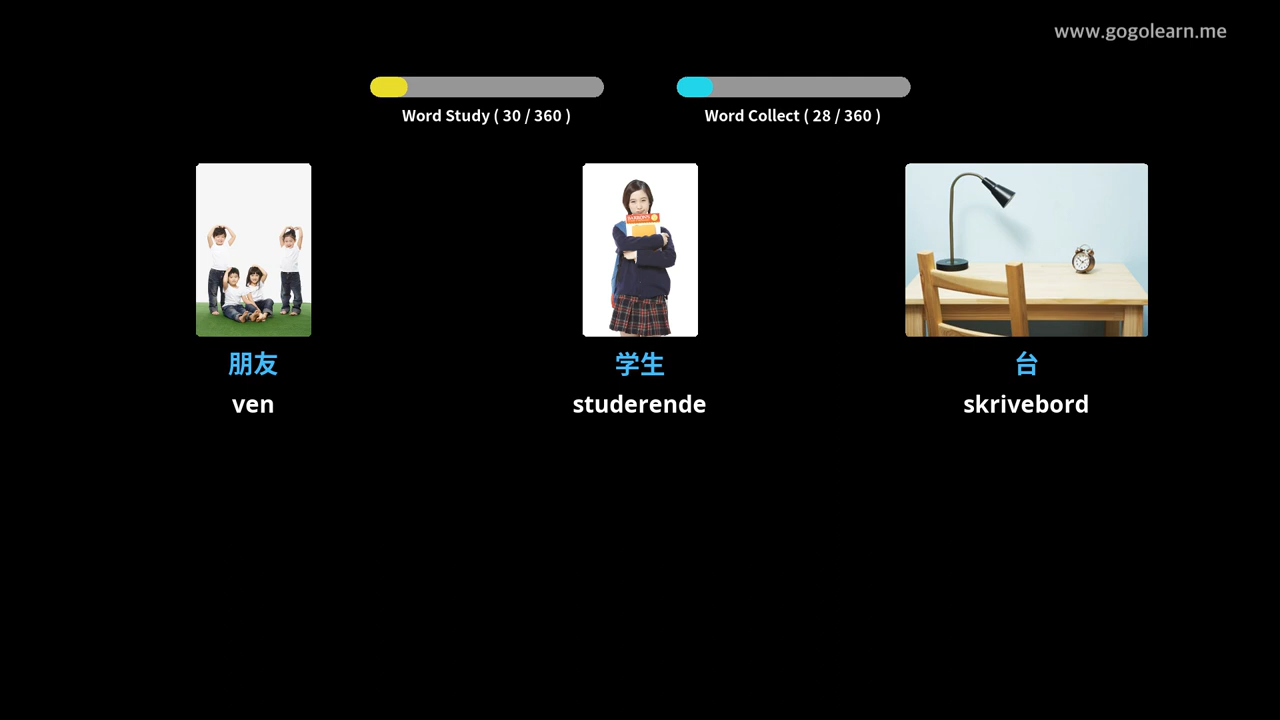 www.gogolearn.me
Word Study ( 30 / 360 )
Word Collect ( 28 / 360 )
BARRON'S
朋友
学生
台
ven
studerende
skrivebord